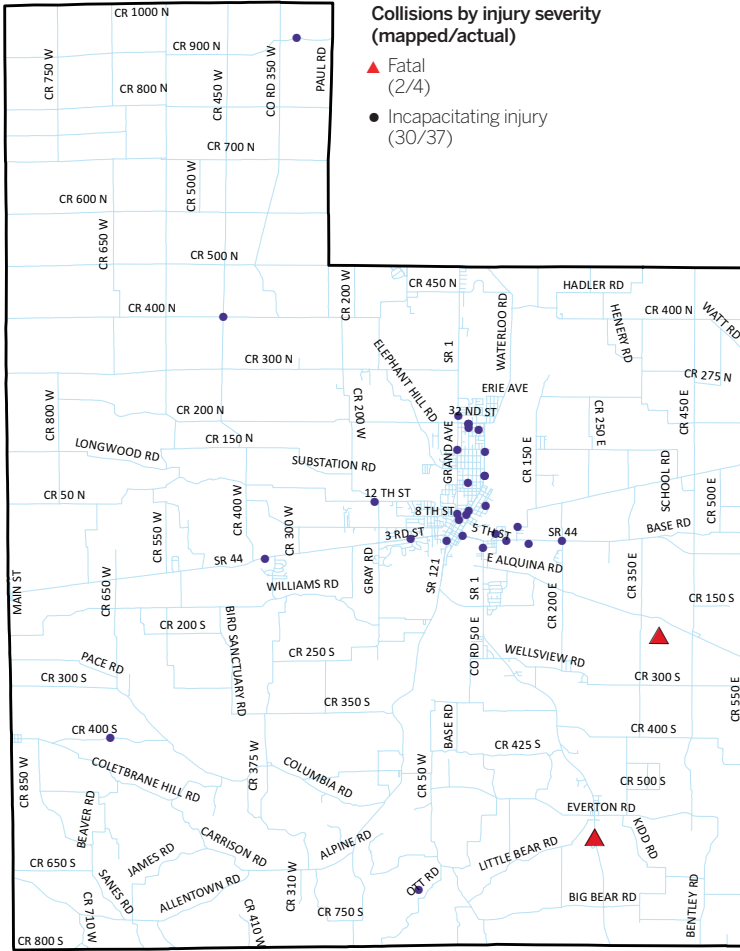 Collisions by injury severity
(mapped/actual)
Fatal
(2/4)
Incapacitating injury
(30/37)
CR 1000 N
CR 900 N
CR 750 W
CR 450 W
CO RD 350 W
PAUL RD
CR 800 N
CR 700 N
CR 500 W
CR 600 N
CR 650 W
CR 500 N
CR 200 W
CR 450 N
HADLER RD
CR 400 N
HENERY RD
CR 400 N
WATT RD
SR 1
WATERLOO RD
ELEPHANT HILL RD
CR 300 N
CR 275 N
ERIE AVE
CR 800 W
CR 200 N
CR 200 W
32 ND ST
CR 250 E
CR 450 E
CR 150 N
LONGWOOD RD
SUBSTATION RD
GRAND AVE
CR 150 E
SCHOOL RD
CR 500 E
CR 50 N
12 TH ST
CR 400 W
CR 300 W
CR 550 W
8 TH ST
5 TH ST
3 RD ST
SR 44
BASE RD
SR 44
GRAY RD
SR 121
E ALQUINA RD
MAIN ST
CR 650 W
WILLIAMS RD
SR 1
CR 200 E
CR 350 E
CR 150 S
CR 200 S
BIRD SANCTUARY RD
CR 250 S
CO RD 50 E
WELLSVIEW RD
PACE RD
CR 300 S
CR 300 S
CR 550 E
CR 350 S
CR 400 S
BASE RD
CR 400 S
CR 425 S
CR 850 W
COLETBRANE HILL RD
CR 375 W
COLUMBIA RD
CR 50 W
CR 500 S
BEAVER RD
EVERTON RD
CARRISON RD
ALPINE RD
KIDD RD
CR 650 S
JAMES RD
LITTLE BEAR RD
SANES RD
ALLENTOWN RD
CR 310 W
OTT RD
BIG BEAR RD
BENTLEY RD
CR 710 W
CR 410 W
CR 750 S
CR 800 S